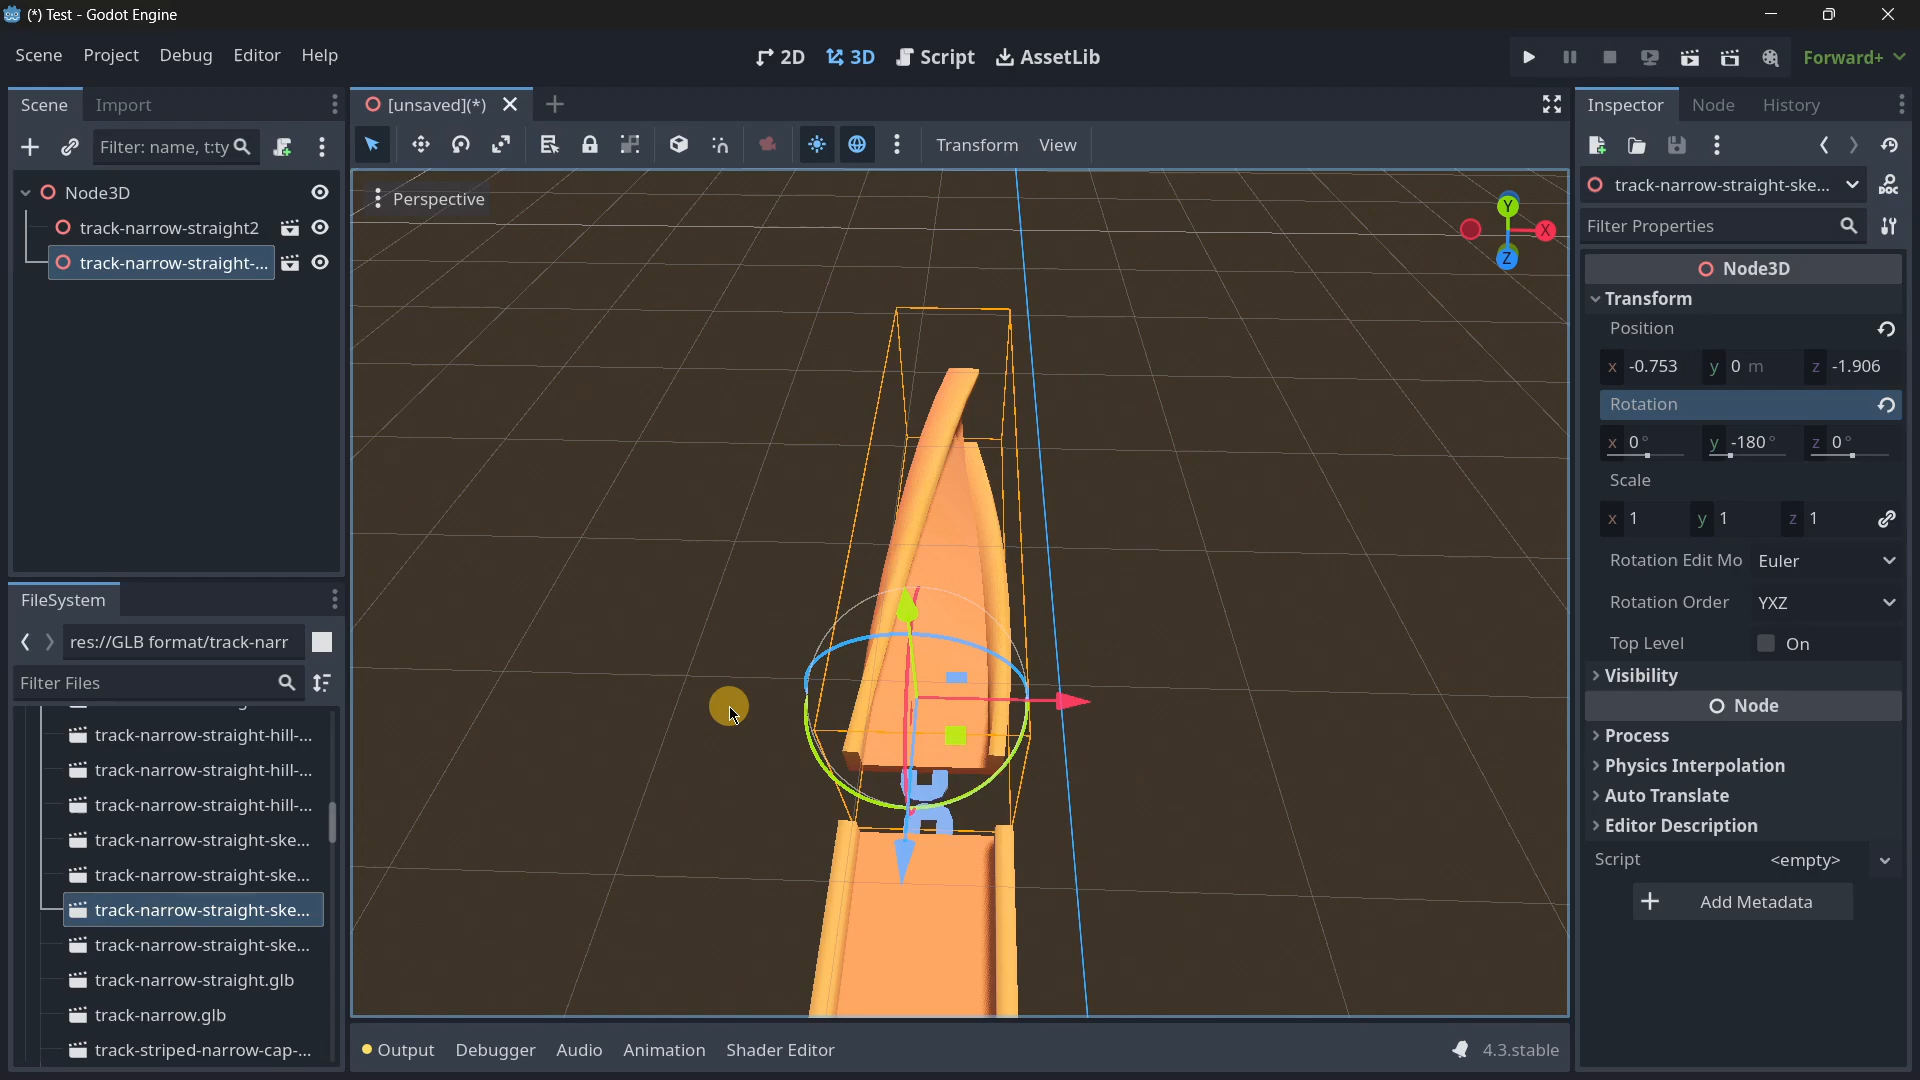 (*) Test - Godot Engine
Scene Project Debug Editor Help
2D 3D Script AssetLib
Forward+
Scene Import
Filter: name, t:ty
Node3D
track-narrow-straight2
track-narrow-straight-...
FileSystem
res://GLB format/track-narr
Filter Files
track-narrow-straight-hill-...
track-narrow-straight-hill-...
track-narrow-straight-hill-...
track-narrow-straight-ske...
track-narrow-straight-ske...
track-narrow-straight-ske...
track-narrow-straight-ske...
track-narrow-straight.glb
track-narrow.glb
track-striped-narrow-cap-...
[unsaved](*)
Transform View
Perspective
Y
X
Z
Output Debugger Audio Animation Shader Editor
4.3.stable
Inspector Node History
track-narrow-straight-ske...
DOC
Filter Properties
Node3D
Transform
Position
x -0.753 y 0 m z -1.906
Rotation
x 0° y -180° z 0°
Scale
x 1 y 1 z 1
Rotation Edit Mo Euler
Rotation Order YXZ
Top Level On
Visibility
Node
Process
Physics Interpolation
Auto Translate
Editor Description
Script <empty>
Add Metadata